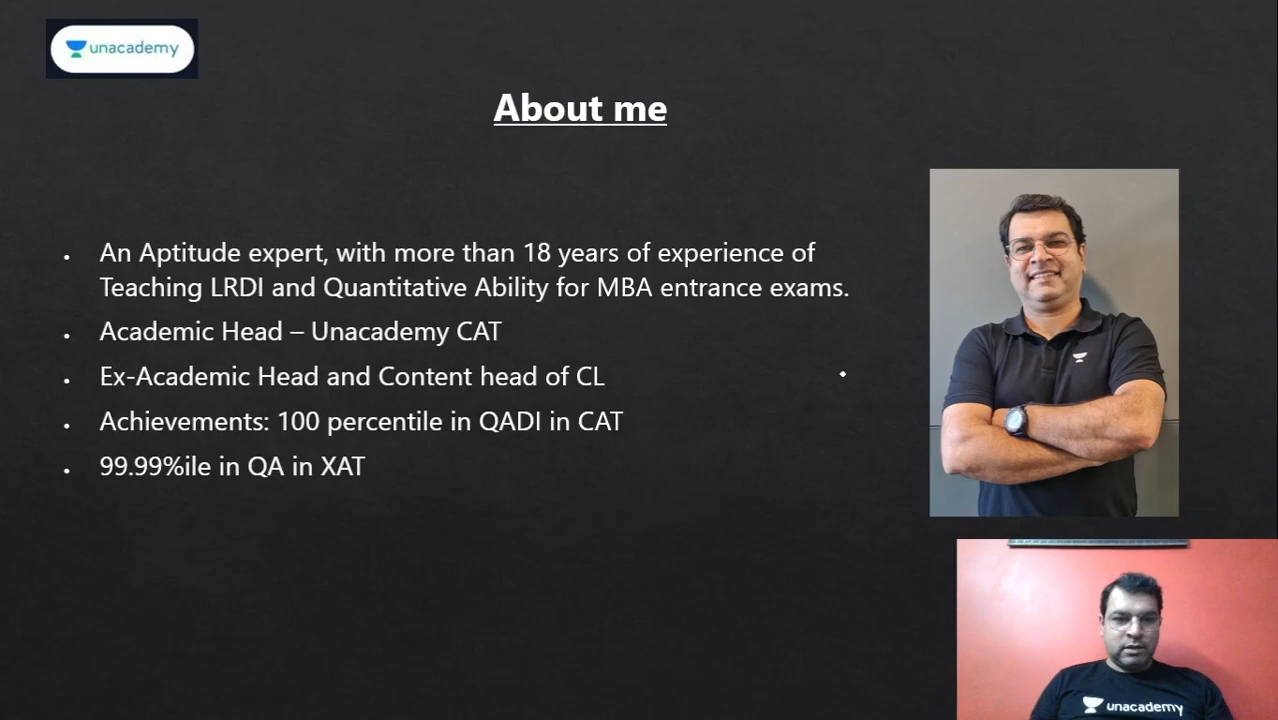 unacademy
About me
An Aptitude expert, with more than 18 years of experience of
Teaching LRDI and Quantitative Ability for MBA entrance exams.
Academic Head – Unacademy CAT
Ex-Academic Head and Content head of CL
Achievements: 100 percentile in QADI in CAT
99.99%ile in QA in XAT
unacademy